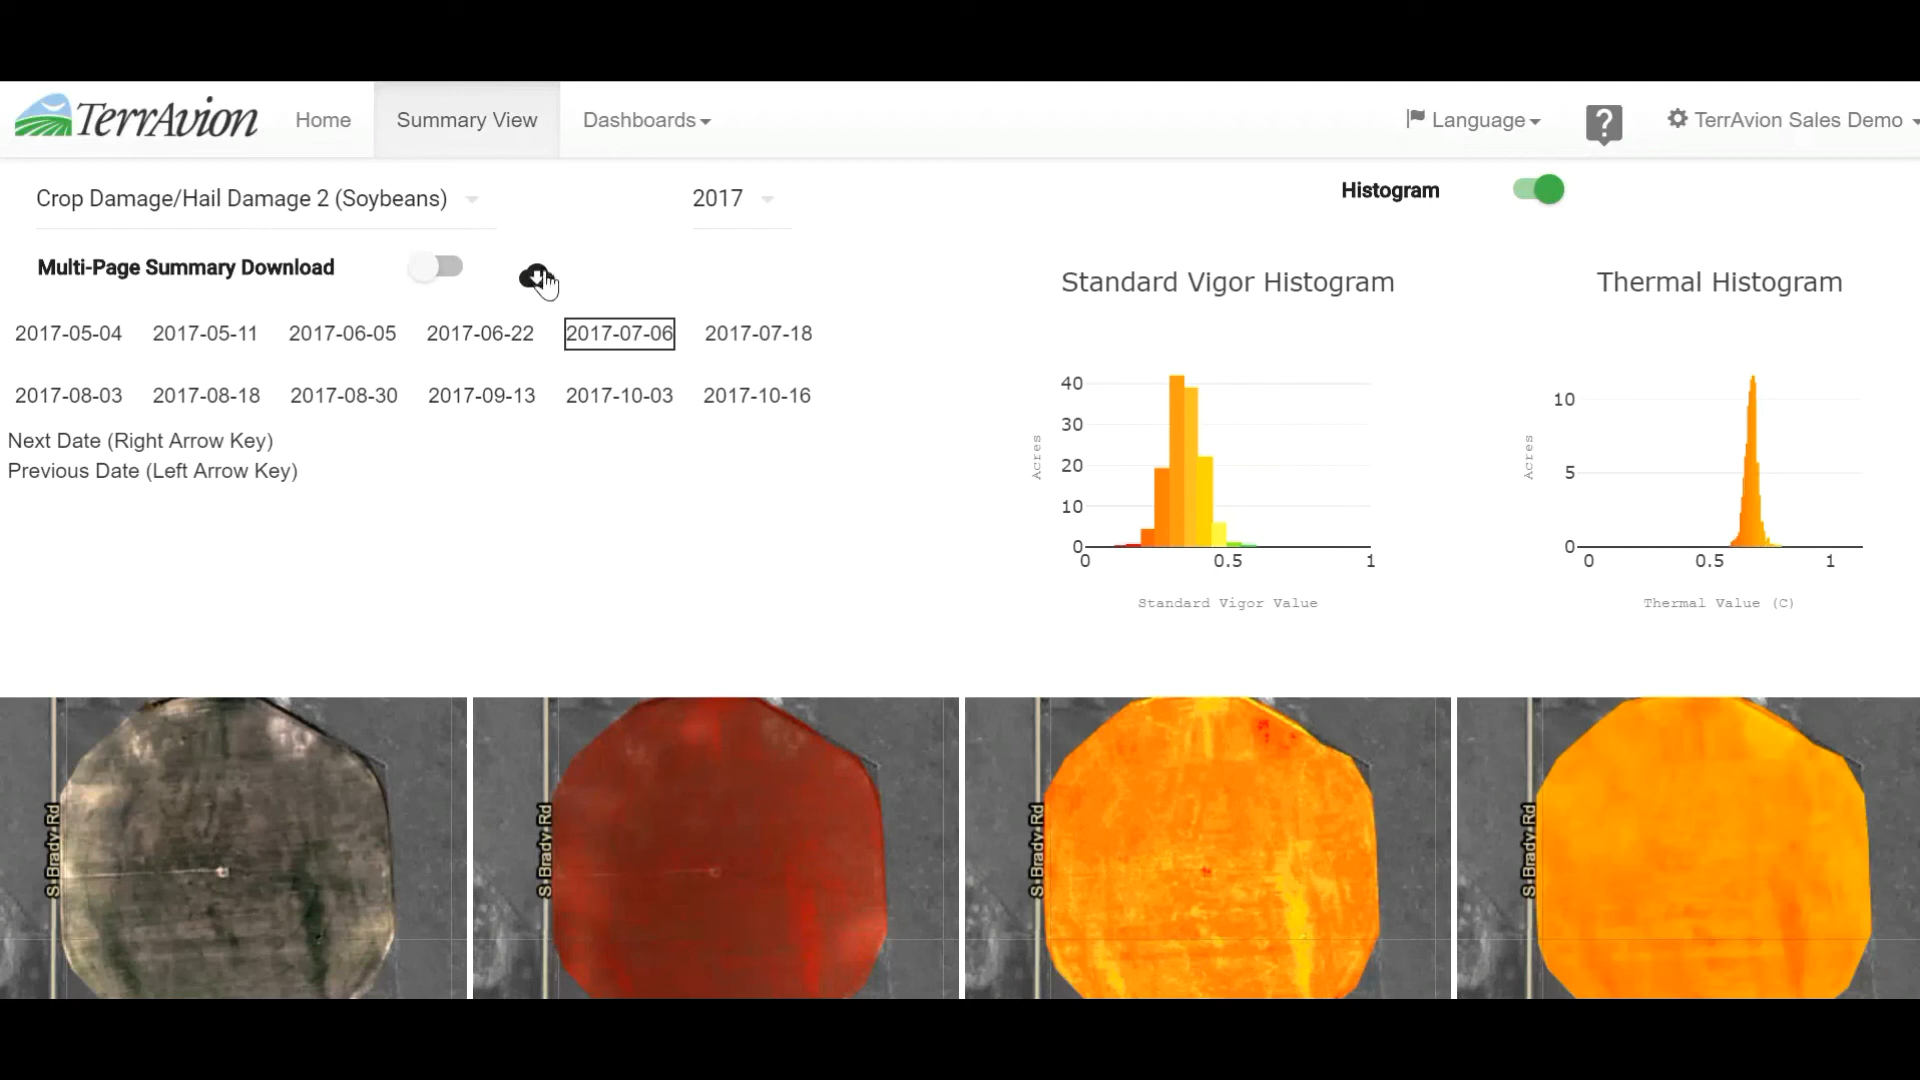 TerrAvion Home Summary View Dashboards Language ? TerrAvion Sales Demo
Crop Damage/Hail Damage 2 (Soybeans) 2017 Histogram
Multi-Page Summary Download
2017-05-04 2017-05-11 2017-06-05 2017-06-22 2017-07-06 2017-07-18
2017-08-03 2017-08-18 2017-08-30 2017-09-13 2017-10-03 2017-10-16
Next Date (Right Arrow Key)
Previous Date (Left Arrow Key)
Standard Vigor Histogram
40
30
20
10
0
Acres
0 0.5 1
Standard Vigor Value
Thermal Histogram
10
5
0
Acres
0 0.5 1
Thermal Value (C)
S Brady Rd
S Brady Rd
S Brady Rd
S Brady Rd